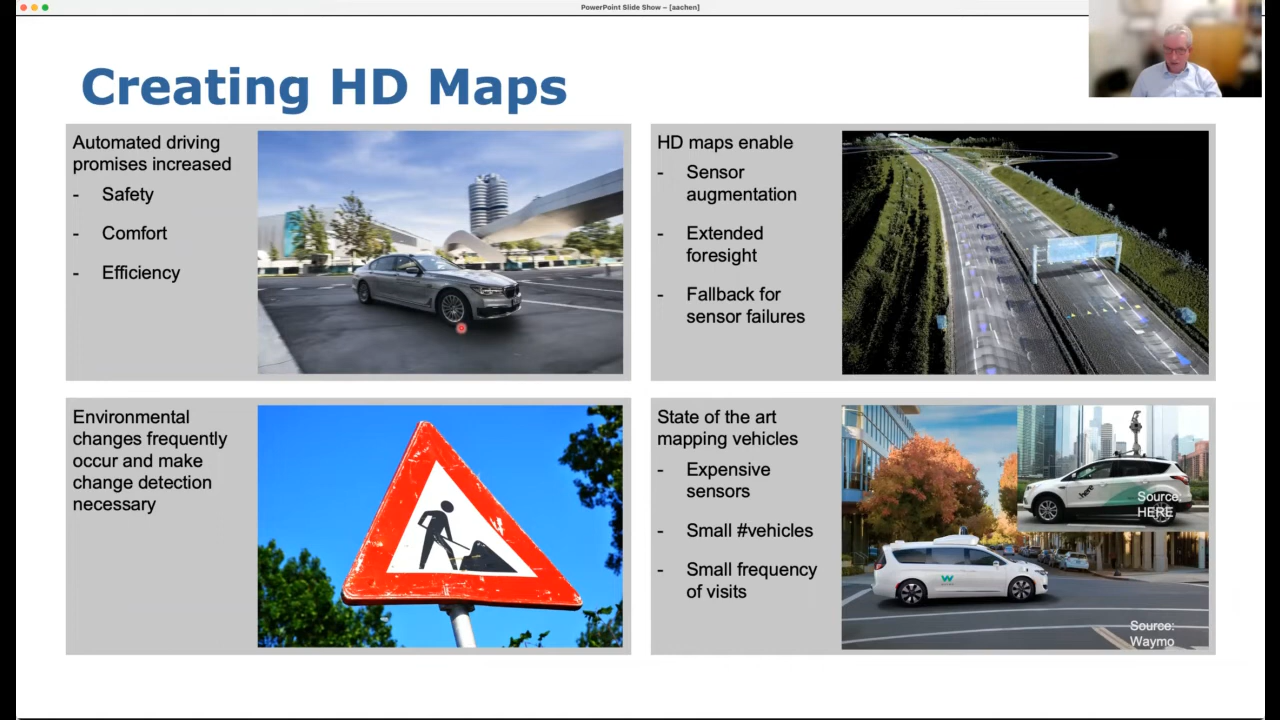 PowerPoint Slide Show – [aachen]
Creating HD Maps
Automated driving
promises increased
- Safety
- Comfort
- Efficiency
HD maps enable
- Sensor
augmentation
- Extended
foresight
- Fallback for
sensor failures
Environmental
changes frequently
occur and make
change detection
necessary
State of the art
mapping vehicles
- Expensive
sensors
- Small #vehicles
- Small frequency
of visits
here
Source:
HERE
Source:
Waymo